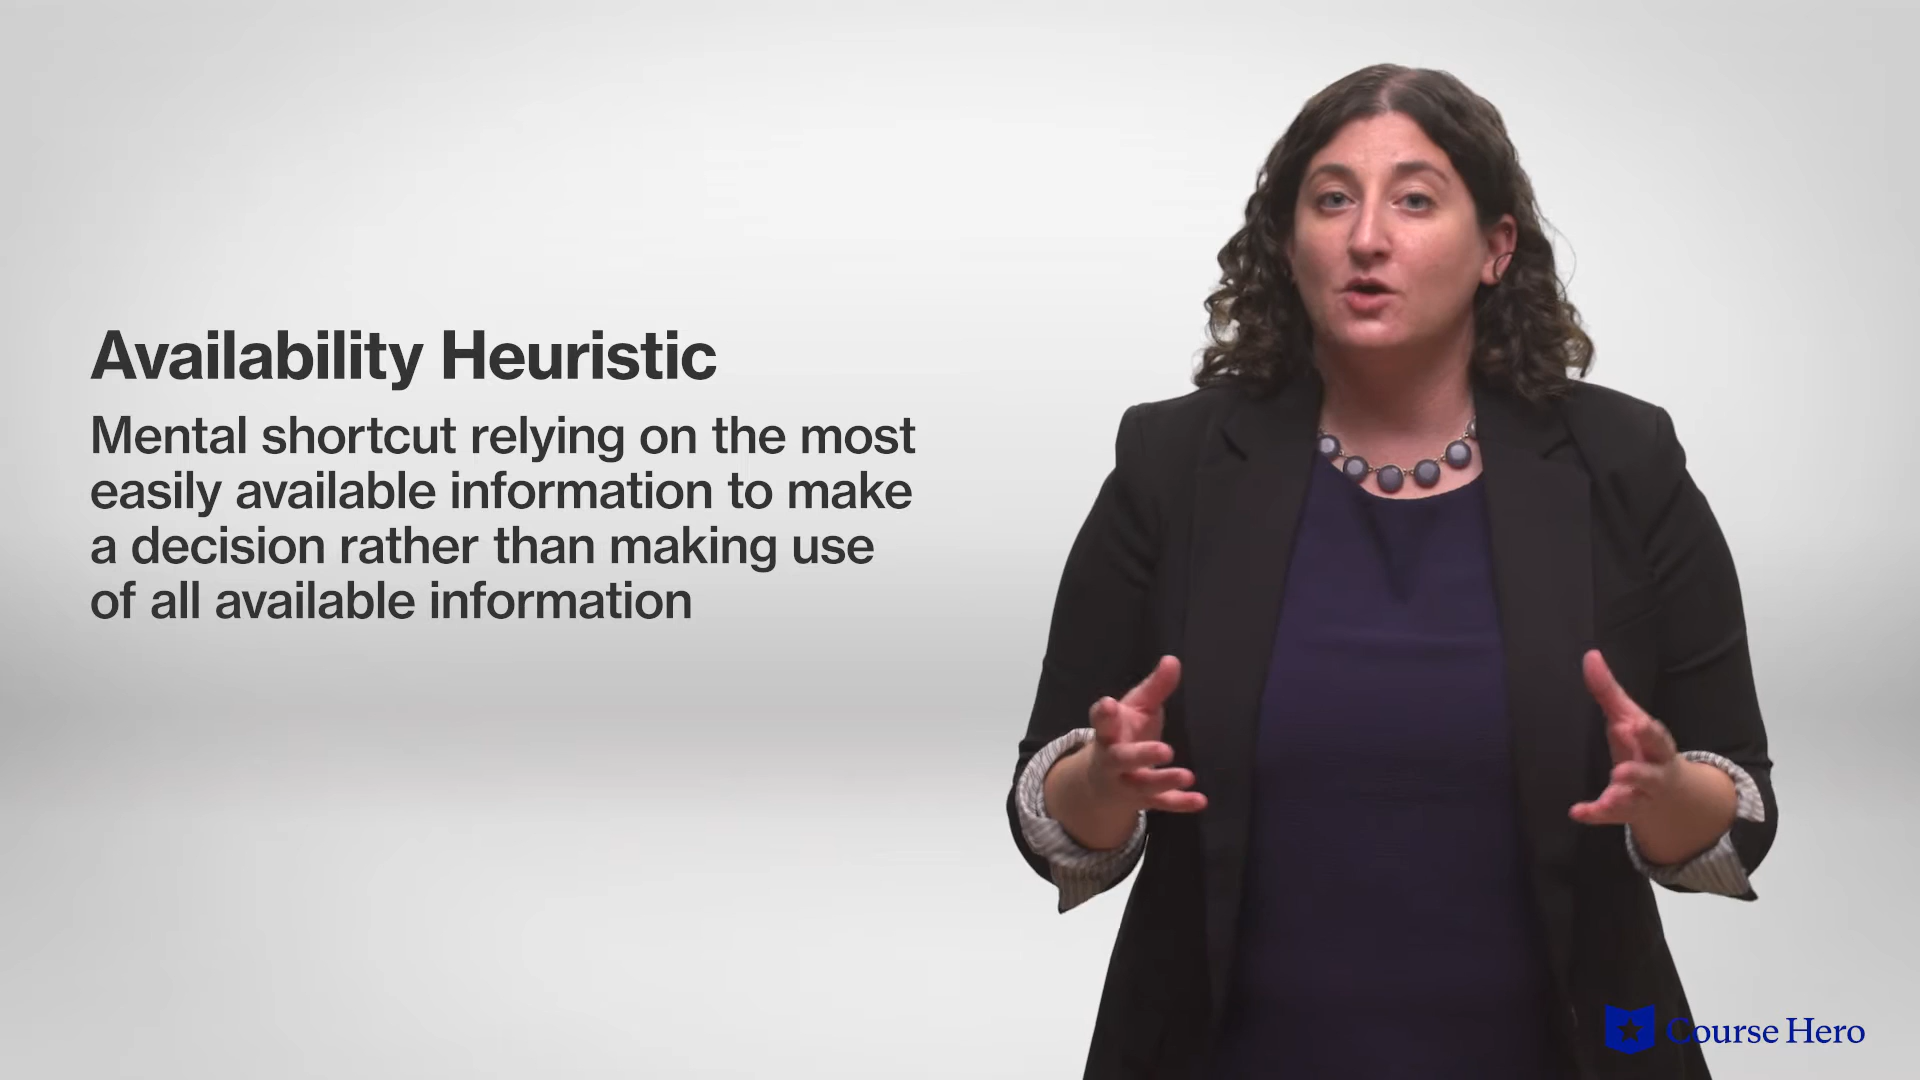 Availability Heuristic
Mental shortcut relying on the most
easily available information to make
a decision rather than making use
of all available information
Course Hero